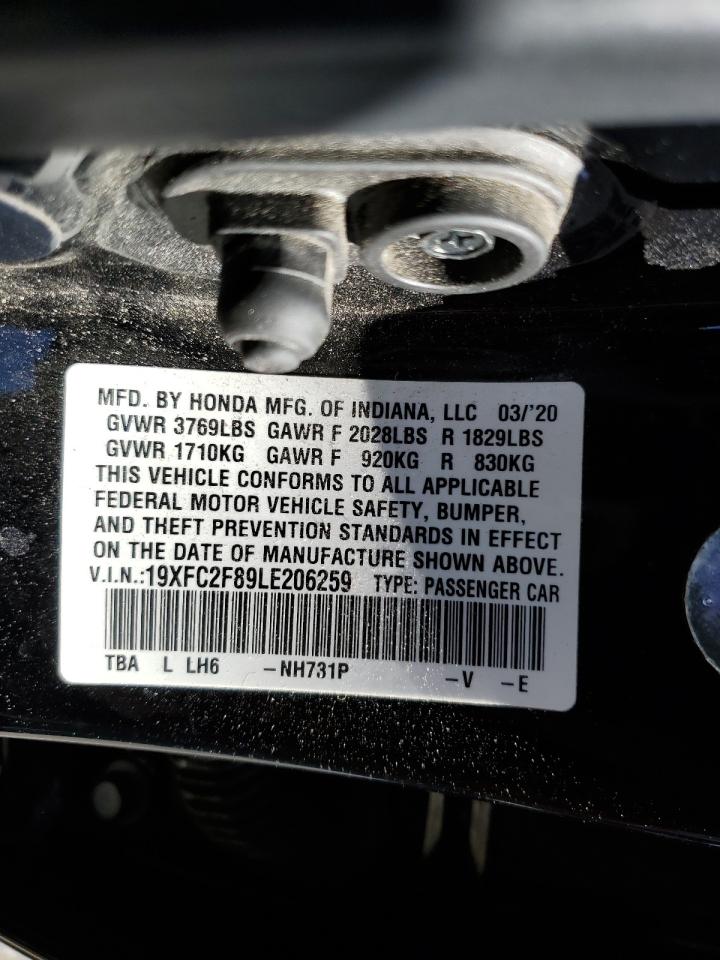 MFD. BY HONDA MFG. OF INDIANA, LLC 03/'20
GVWR 3769LBS GAWR F 2028LBS R 1829LBS
GVWR 1710KG GAWR F 920KG R 830KG
THIS VEHICLE CONFORMS TO ALL APPLICABLE
FEDERAL MOTOR VEHICLE SAFETY, BUMPER,
AND THEFT PREVENTION STANDARDS IN EFFECT
ON THE DATE OF MANUFACTURE SHOWN ABOVE.
V.I.N.:19XFC2F89LE206259 TYPE: PASSENGER CAR
TBA L LH6 -NH731P -V -E